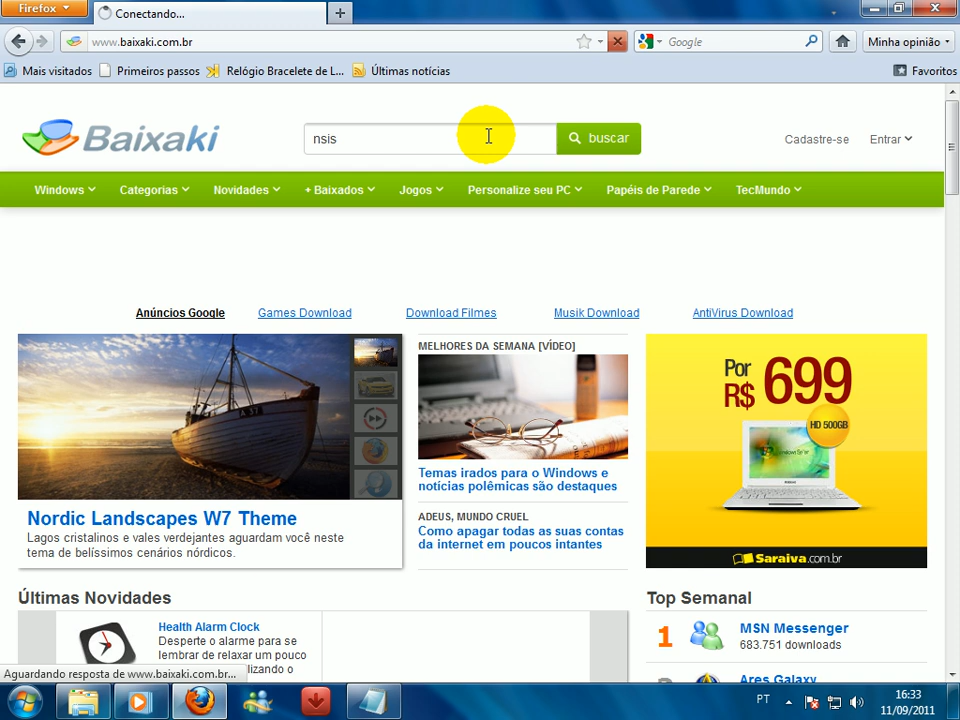 Firefox
Conectando...
www.baixaki.com.br
Google
Minha opinião
Mais visitados
Primeiros passos
Relógio Bracelete de L...
Últimas notícias
Favoritos
Baixaki
nsis
buscar
Cadastre-se
Entrar
Windows
Categorias
Novidades
+ Baixados
Jogos
Personalize seu PC
Papéis de Parede
TecMundo
Anúncios Google
Games Download
Download Filmes
Musik Download
AntiVirus Download
A 37
Nordic Landscapes W7 Theme
Lagos cristalinos e vales verdejantes aguardam você neste
tema de belíssimos cenários nórdicos.
MELHORES DA SEMANA [VÍDEO]
Temas irados para o Windows e
notícias polêmicas são destaques
ADEUS, MUNDO CRUEL
Como apagar todas as suas contas
da internet em poucos intantes
Por
R$ 699
HD 500GB
Saraiva.com.br
Últimas Novidades
Health Alarm Clock
Desperte o alarme para se
lembrar de relaxar um pouco
alizando o
Top Semanal
1
MSN Messenger
683.751 downloads
Ares Galaxy
Aguardando resposta de www.baixaki.com.br...
PT
16:33
11/09/2011